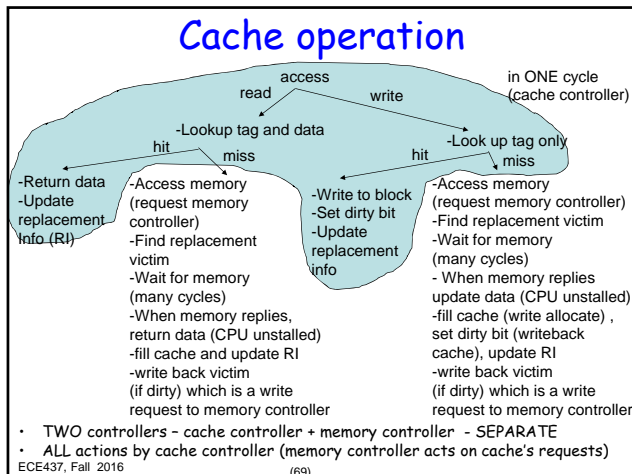 Cache operation
access
in ONE cycle
(cache controller)
read
write
-Lookup tag and data
-Look up tag only
hit
miss
hit
miss
-Return data
-Update
replacement
Info (RI)
-Access memory
(request memory
controller)
-Find replacement
victim
-Wait for memory
(many cycles)
-When memory replies,
return data (CPU unstalled)
-fill cache and update RI
-write back victim
(if dirty) which is a write
request to memory controller
-Write to block
-Set dirty bit
-Update
replacement
info
-Access memory
(request memory controller)
-Find replacement victim
-Wait for memory
(many cycles)
- When memory replies
update data (CPU unstalled)
-fill cache (write allocate) ,
set dirty bit (writeback
cache), update RI
-write back victim
(if dirty) which is a write
request to memory controller
• TWO controllers – cache controller + memory controller - SEPARATE
• ALL actions by cache controller (memory controller acts on cache's requests)
ECE437, Fall 2016
(69)